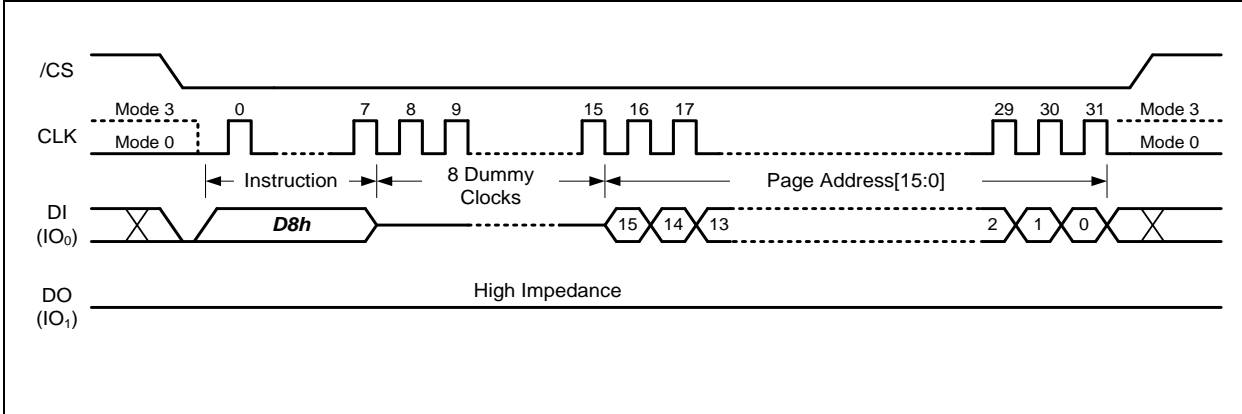 /CS
Mode 3 0 7 8 9 15 16 17 29 30 31 Mode 3
CLK
Mode 0 Mode 0
Instruction 8 Dummy Clocks Page Address[15:0]
DI
(IO₀)
D8h 15 14 13 2 1 0
High Impedance
DO
(IO₁)